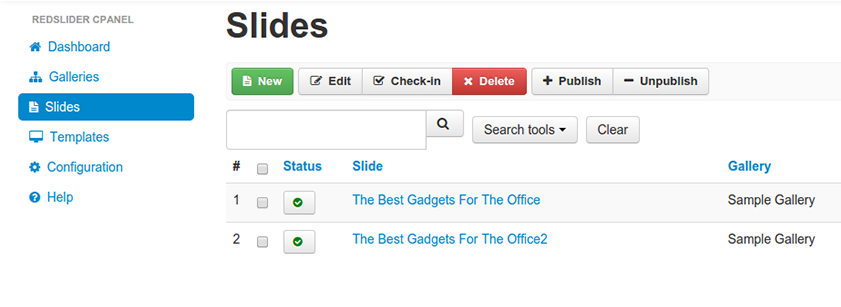 REDSLIDER CPANEL
Dashboard
Galleries
Slides
Templates
Configuration
Help
Slides
New Edit Check-in Delete Publish Unpublish
Search tools Clear
# Status Slide Gallery
1 The Best Gadgets For The Office Sample Gallery
2 The Best Gadgets For The Office2 Sample Gallery